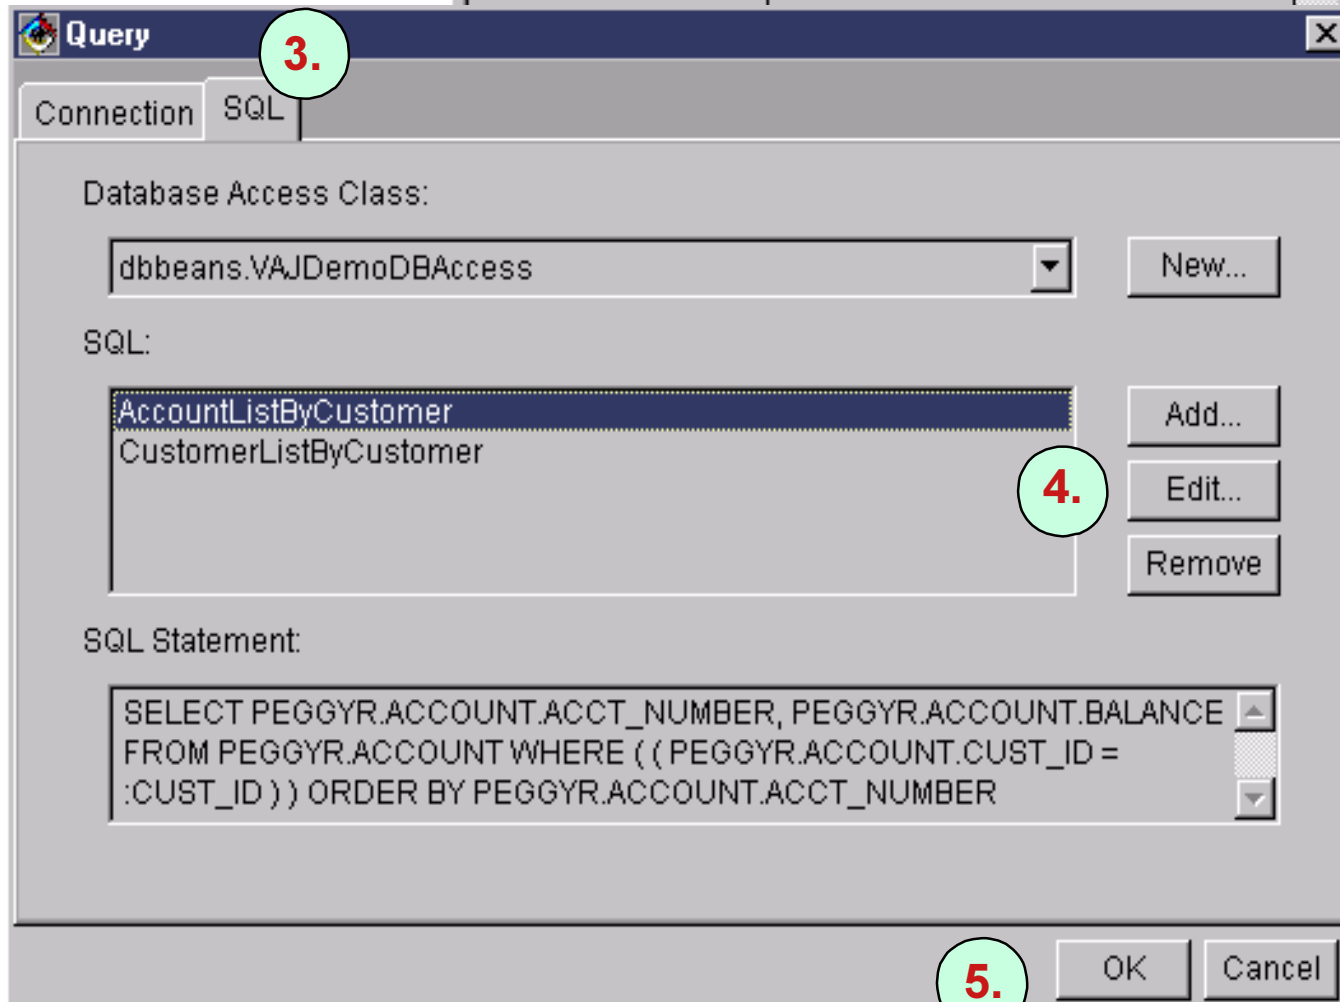 Query
3.
Connection
SQL
Database Access Class:
dbbeans.VAJDemoDBAccess
New...
SQL:
AccountListByCustomer
CustomerListByCustomer
Add...
4.
Edit...
Remove
SQL Statement:
SELECT PEGGYR.ACCOUNT.ACCT_NUMBER, PEGGYR.ACCOUNT.BALANCE
FROM PEGGYR.ACCOUNT WHERE ( ( PEGGYR.ACCOUNT.CUST_ID =
:CUST_ID ) ) ORDER BY PEGGYR.ACCOUNT.ACCT_NUMBER
5.
OK
Cancel